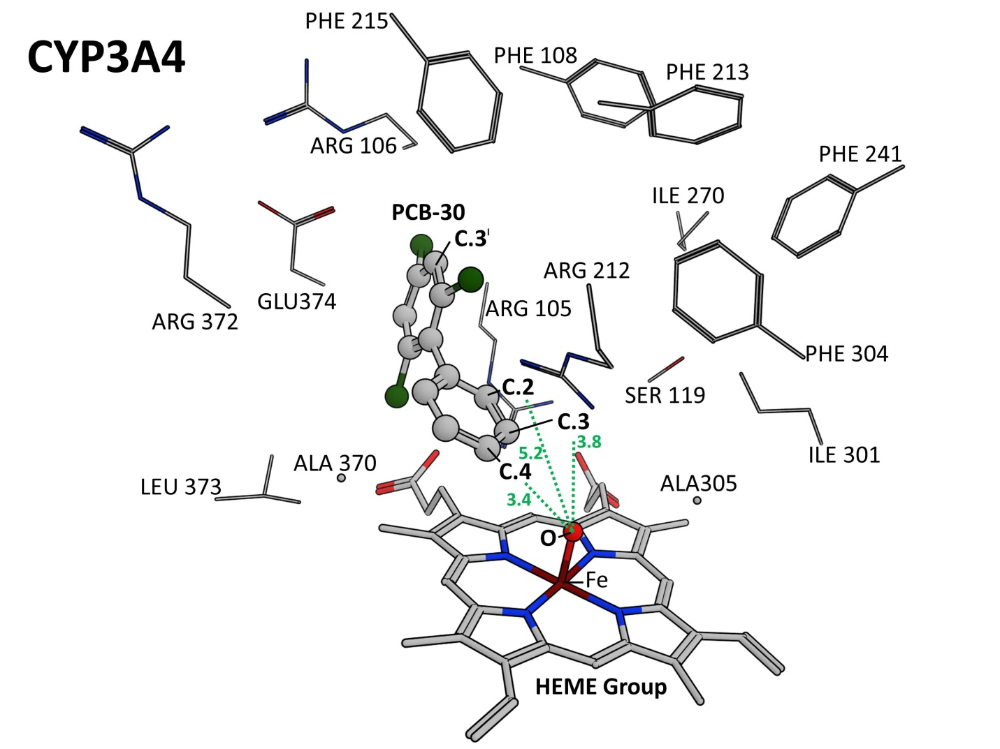 PHE 215
CYP3A4
PHE 108
PHE 213
ARG 106
PHE 241
ILE 270
PCB-30
C.3'
ARG 212
GLU374
ARG 105
ARG 372
PHE 304
C.2
SER 119
C.3
3.8
5.2
ILE 301
ALA 370
C.4
LEU 373
ALA305
3.4
O
Fe
HEME Group